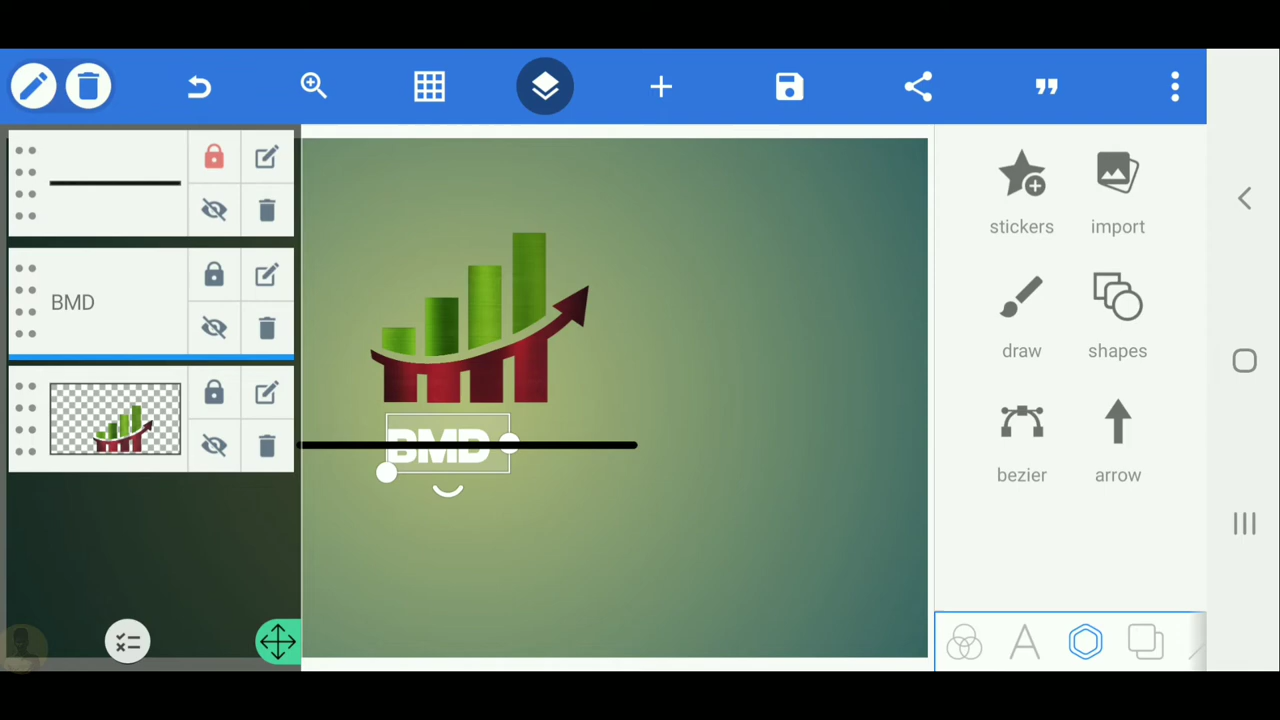 stickers
import
BMD
draw
shapes
BMD
bezier
arrow